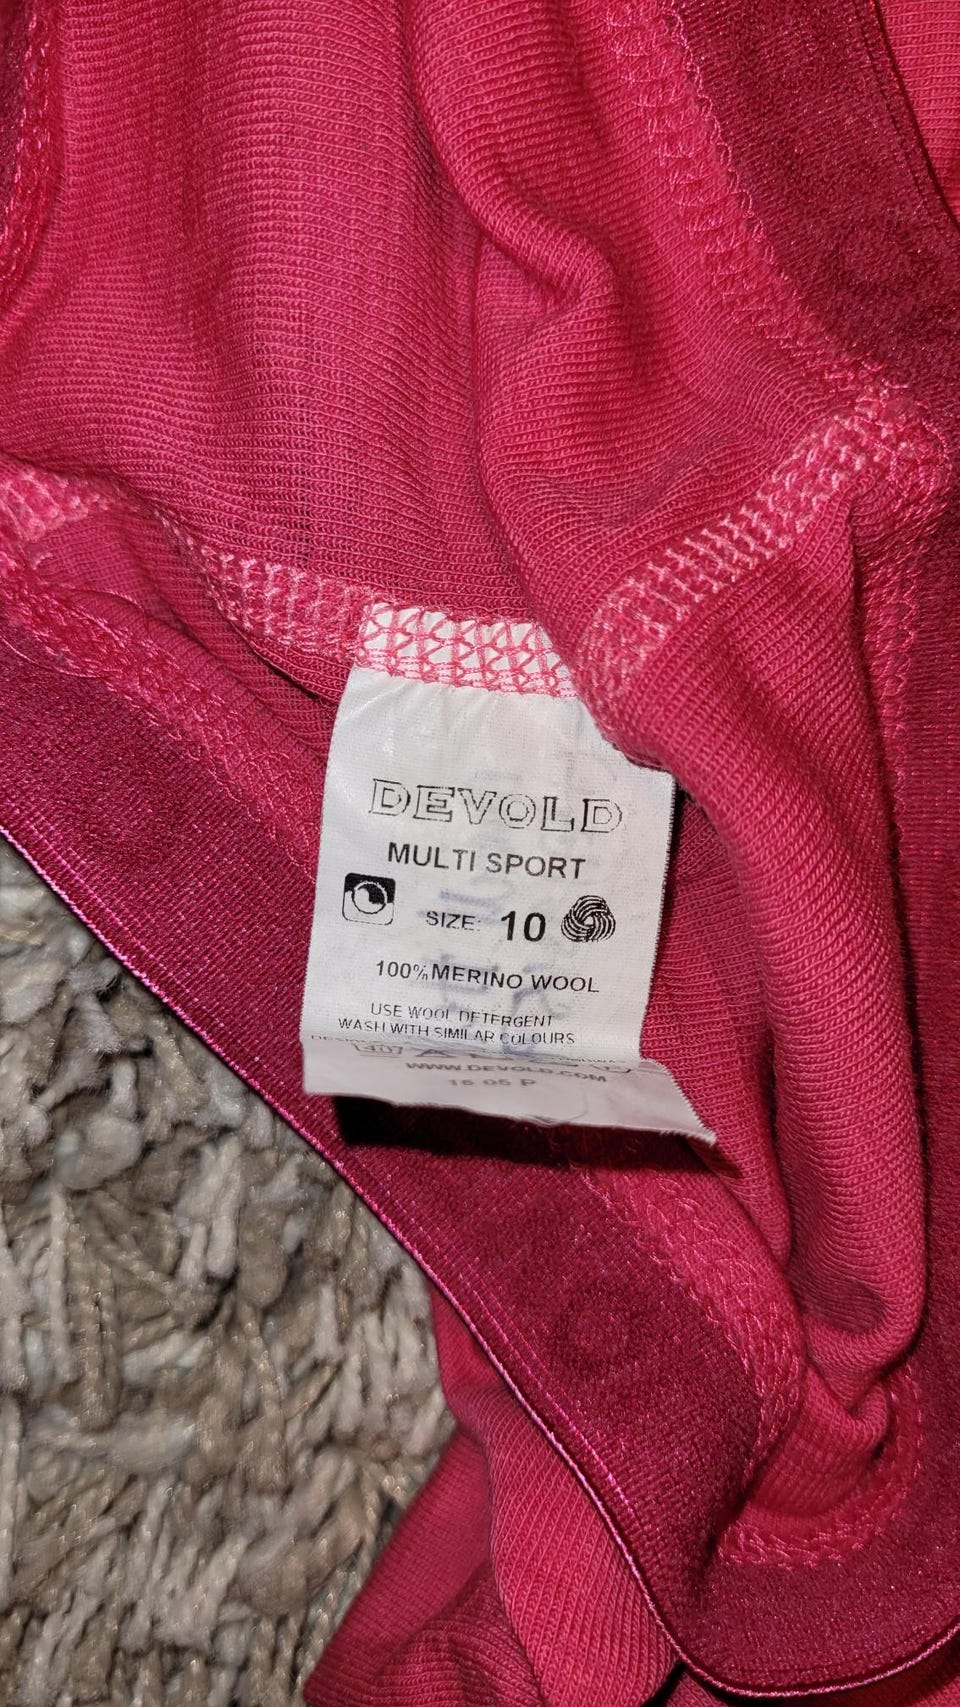 DEVOLD
MULTI SPORT
SIZE: 10
100% MERINO WOOL
USE WOOL DETERGENT
WASH WITH SIMILAR COLOURS
WWW.DEVOLD.COM